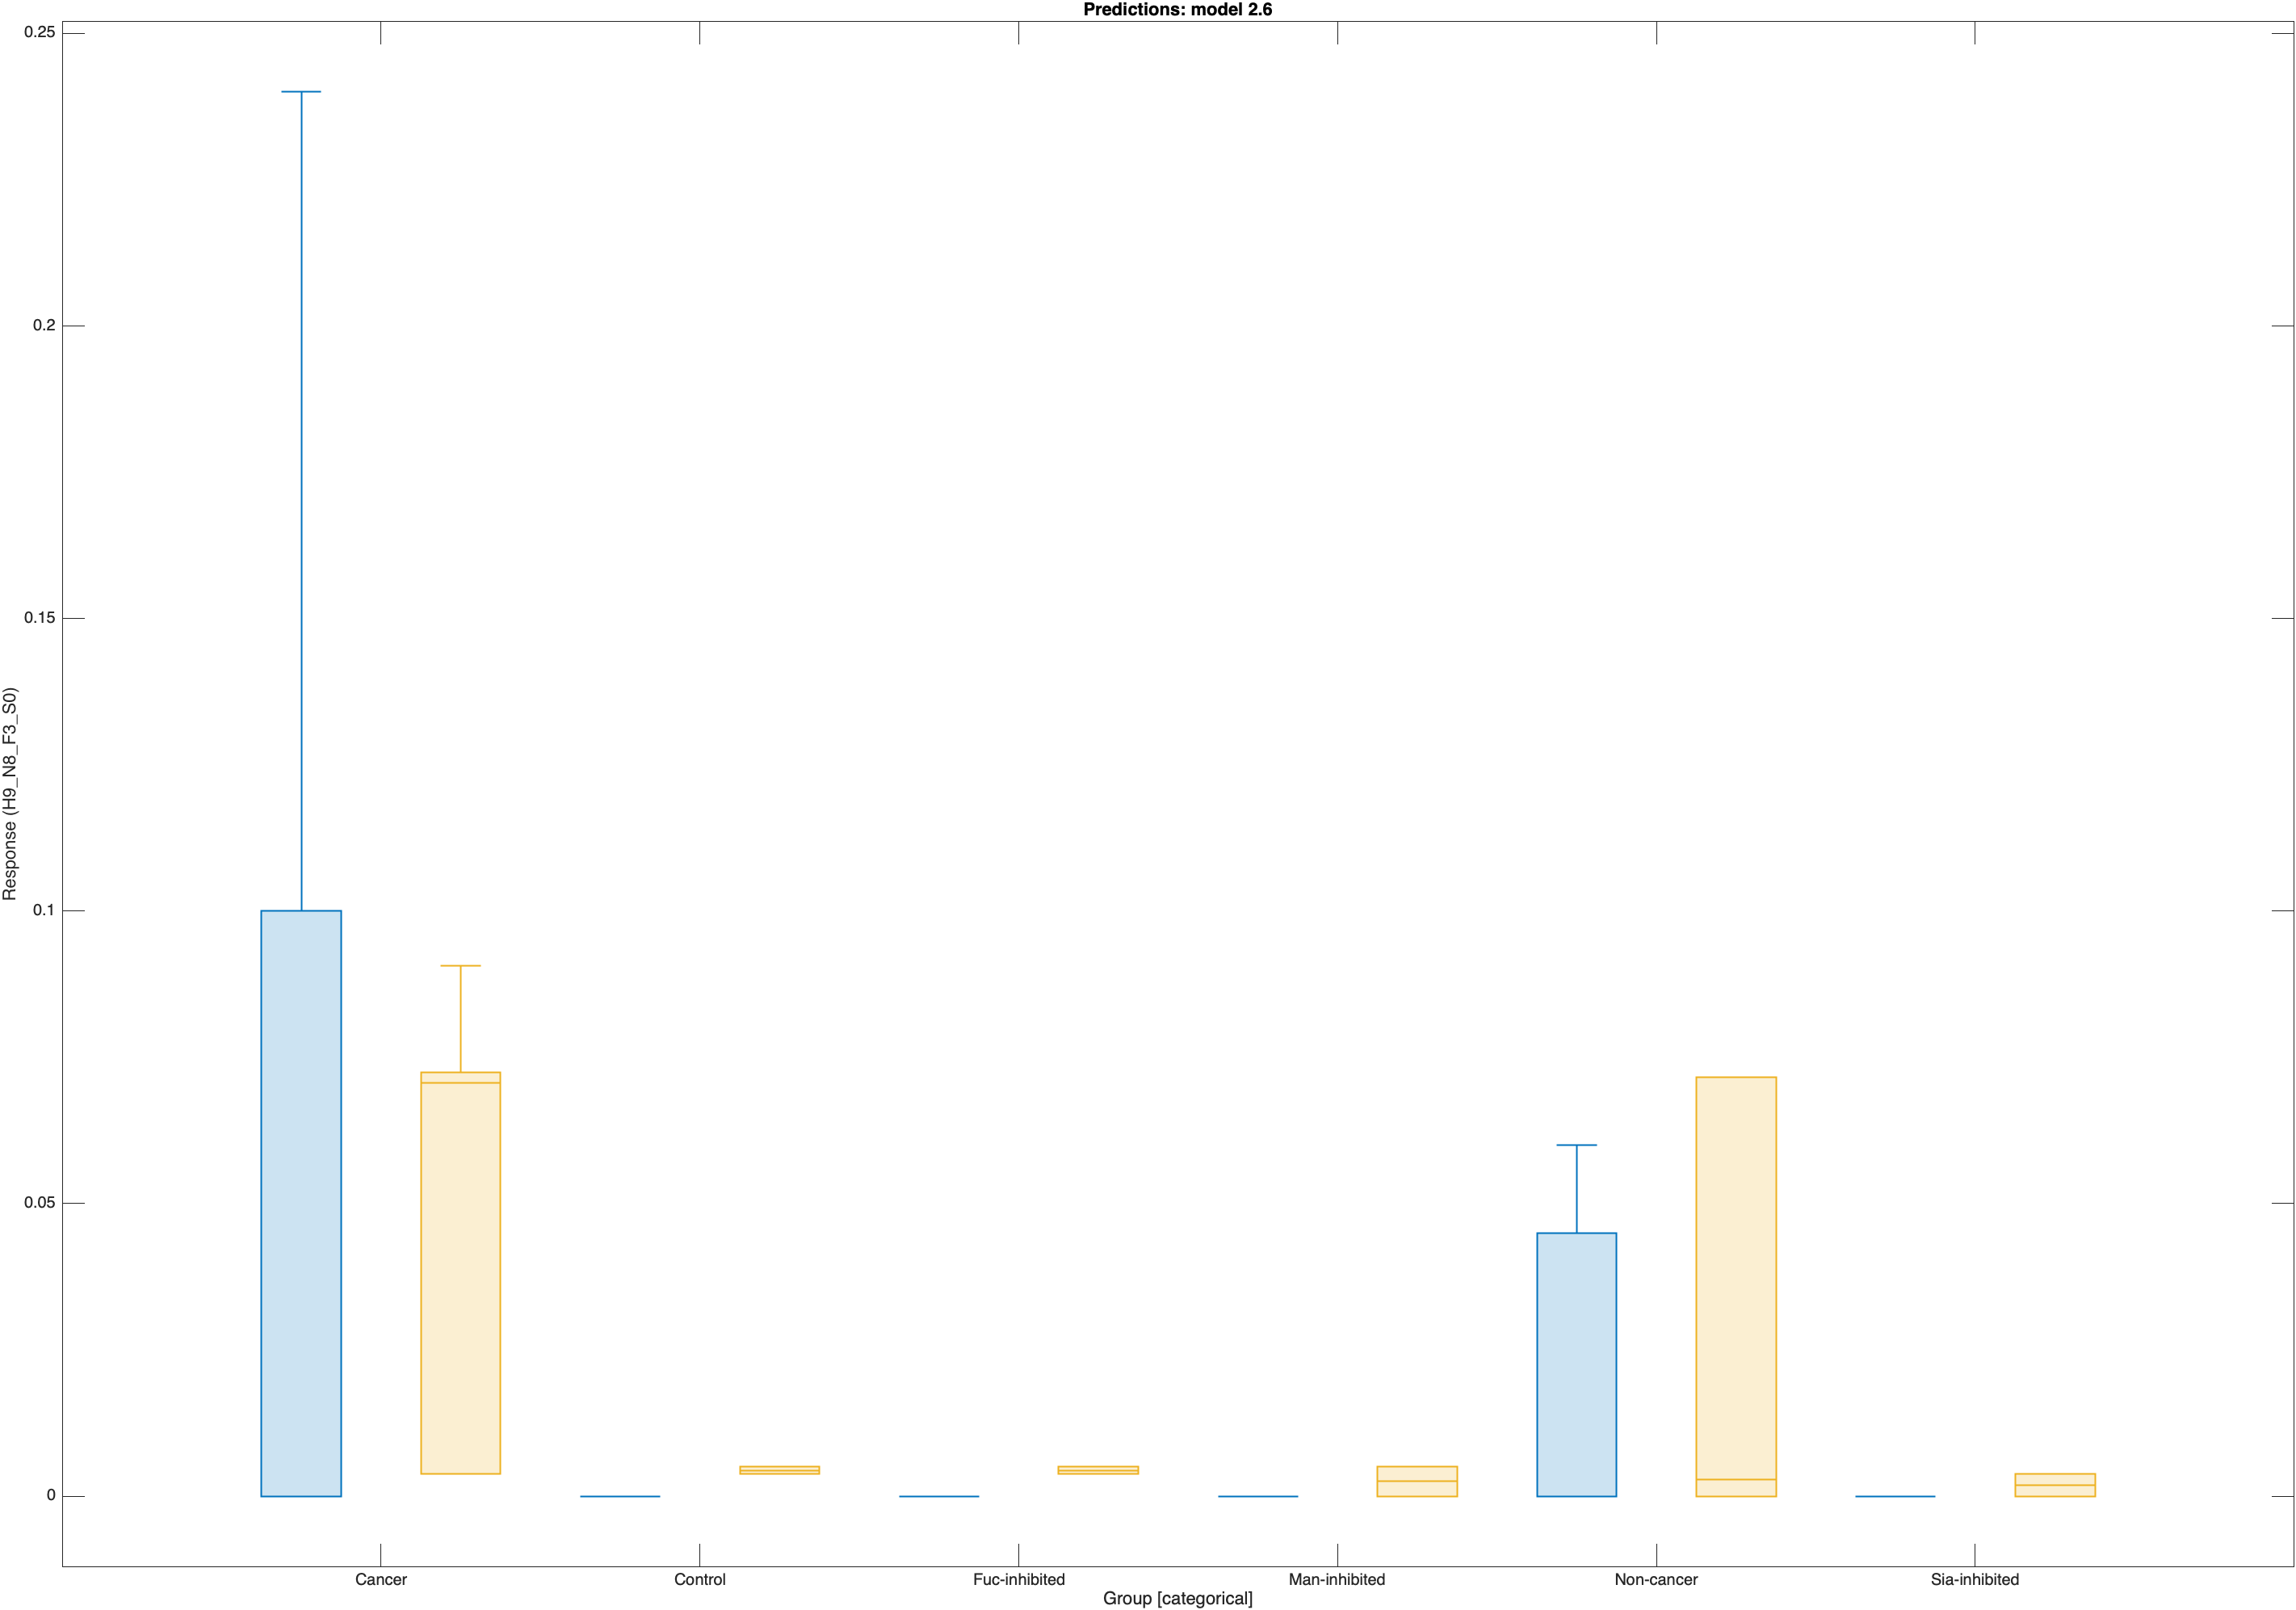 Predictions: model 2.6
0.25
0.2
0.15
0.1
0.05
0
Response (H9_N8_F3_S0)
Cancer
Control
Fuc-inhibited
Man-inhibited
Non-cancer
Sia-inhibited
Group [categorical]